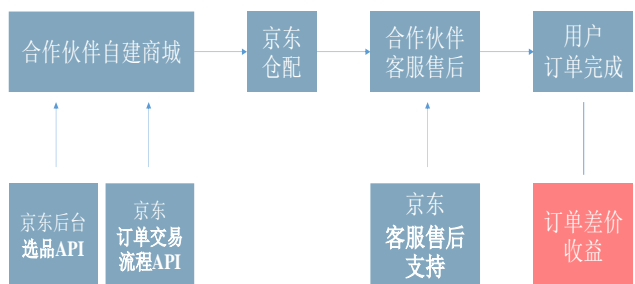 合作伙伴自建商城
京东
仓配
合作伙伴
客服售后
用户
订单完成
京东后台
选品API
京东
订单交易
流程API
京东
客服售后
支持
订单差价
收益